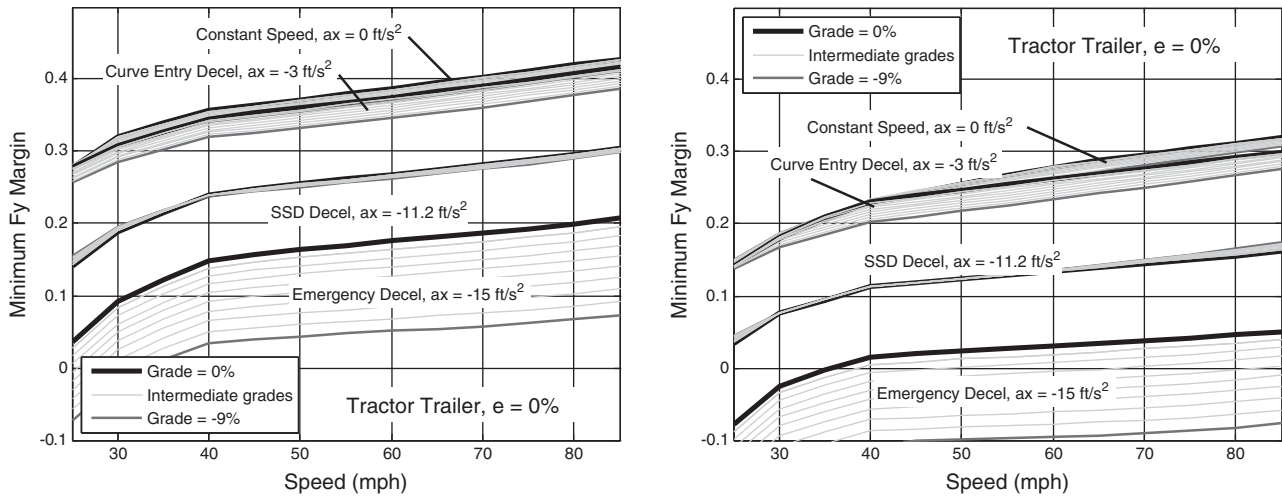 Constant Speed, ax = 0 ft/s²
Curve Entry Decel, ax = -3 ft/s²
SSD Decel, ax = -11.2 ft/s²
Emergency Decel, ax = -15 ft/s²
Grade = 0%
Intermediate grades
Grade = -9%
Tractor Trailer, e = 0%
0.4
0.3
0.2
0.1
0
-0.1
30 40 50 60 70 80
Minimum Fy Margin
Speed (mph)
Grade = 0%
Intermediate grades
Grade = -9%
Tractor Trailer, e = 0%
Constant Speed, ax = 0 ft/s²
Curve Entry Decel, ax = -3 ft/s²
SSD Decel, ax = -11.2 ft/s²
Emergency Decel, ax = -15 ft/s²
0.4
0.3
0.2
0.1
0
-0.1
30 40 50 60 70 80
Minimum Fy Margin
Speed (mph)